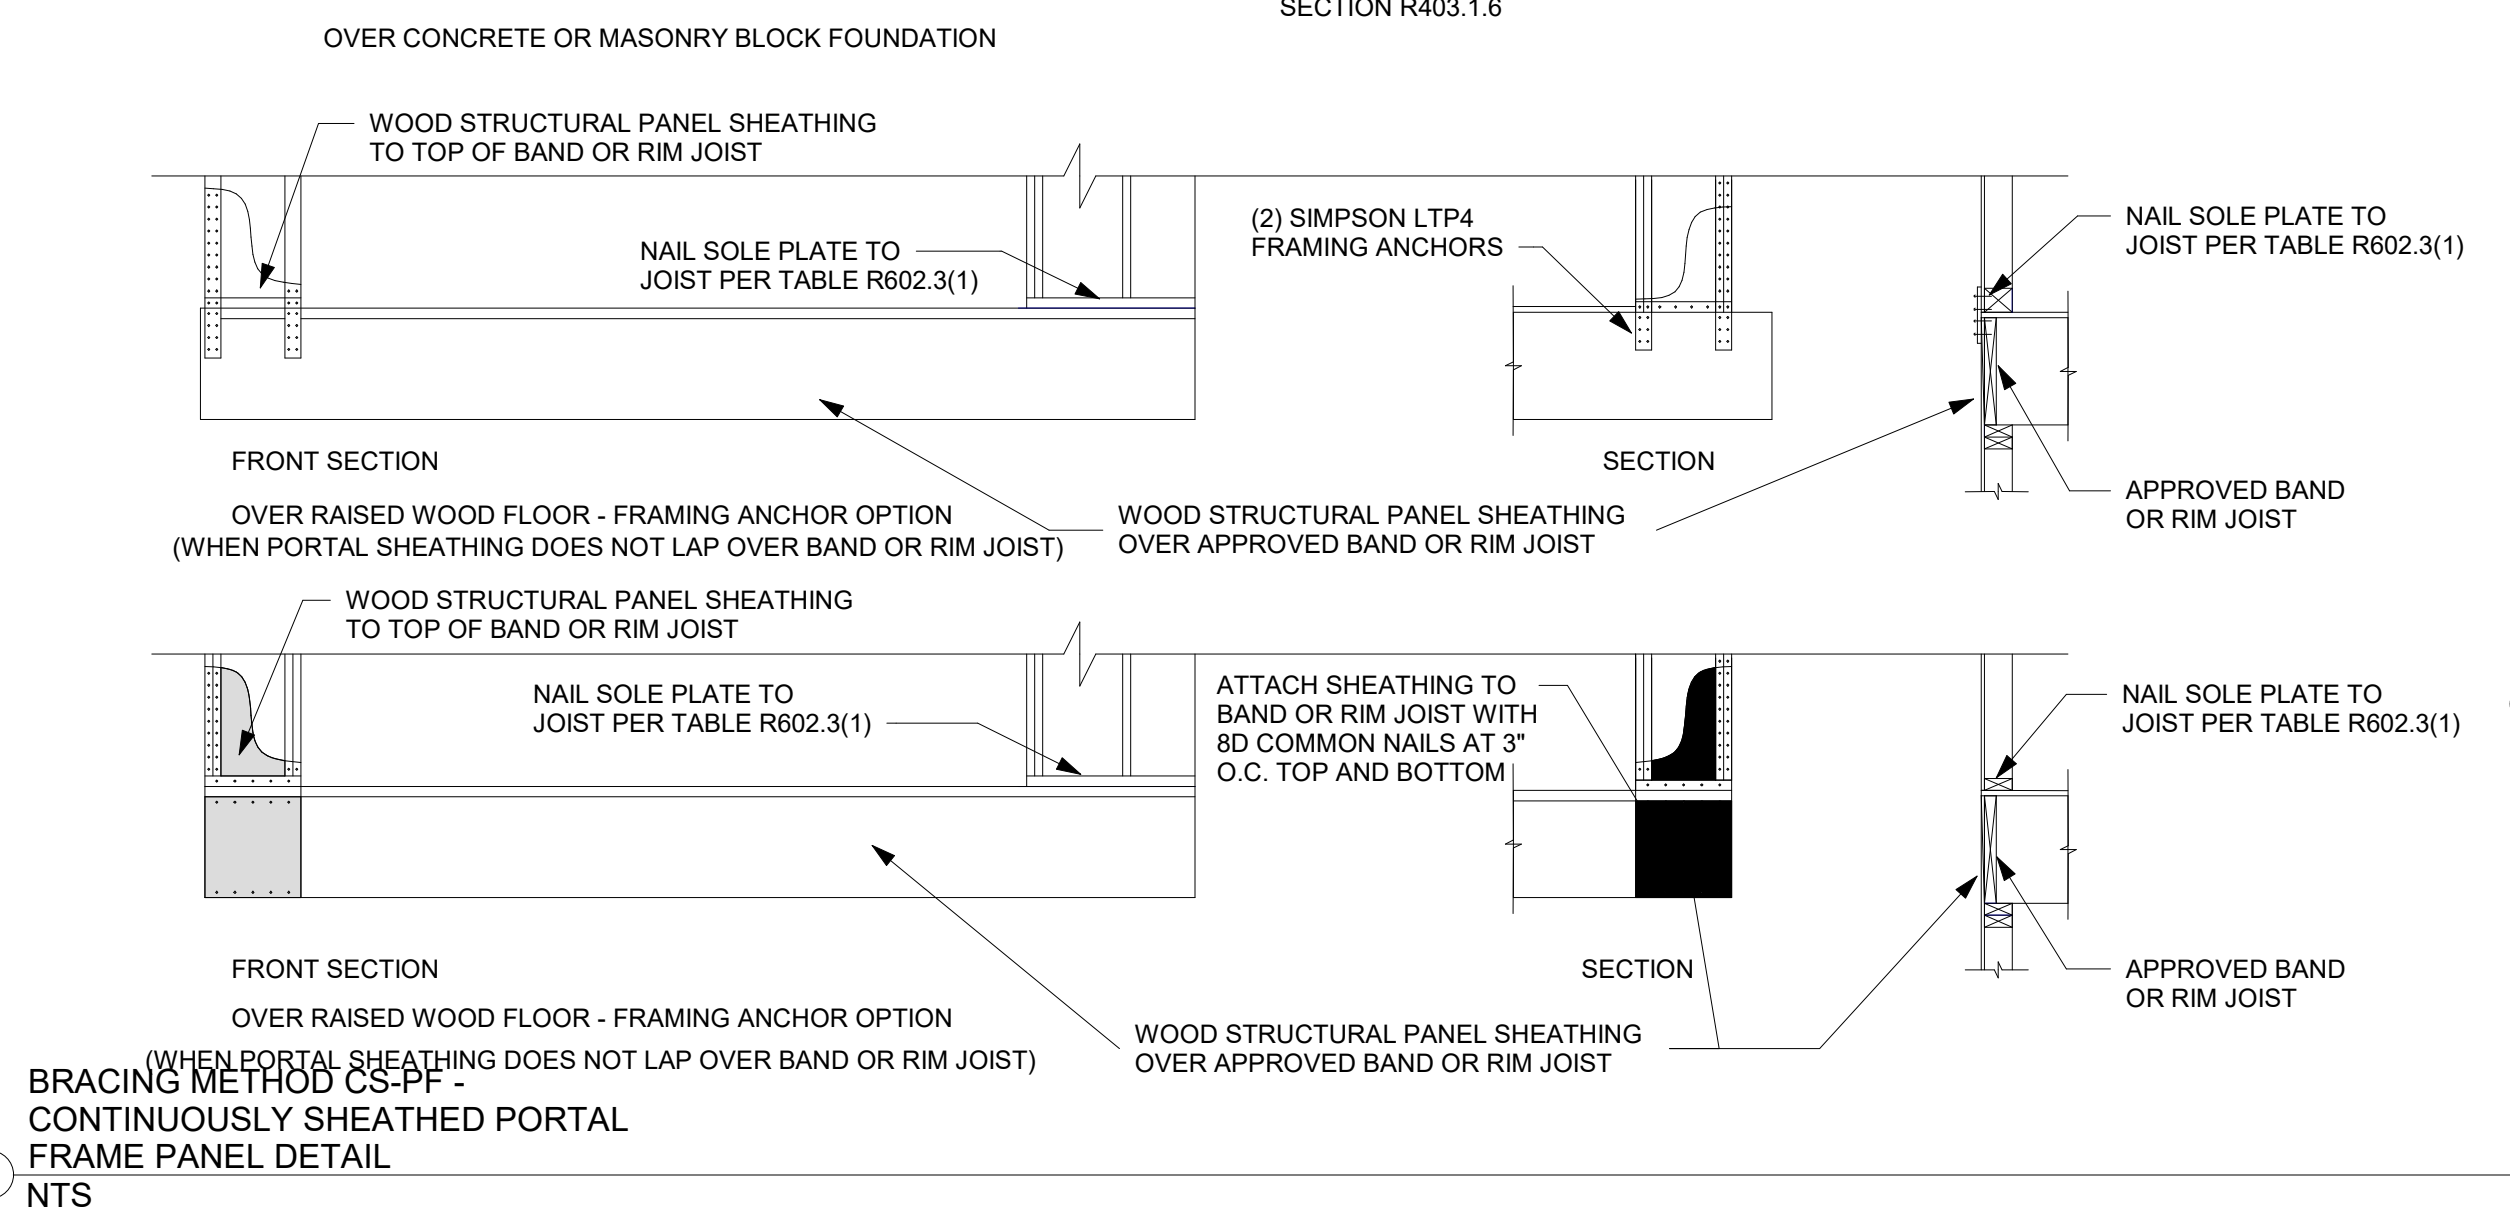 SECTION R403.1.6
OVER CONCRETE OR MASONRY BLOCK FOUNDATION
WOOD STRUCTURAL PANEL SHEATHING
TO TOP OF BAND OR RIM JOIST
NAIL SOLE PLATE TO
JOIST PER TABLE R602.3(1)
(2) SIMPSON LTP4
FRAMING ANCHORS
NAIL SOLE PLATE TO
JOIST PER TABLE R602.3(1)
FRONT SECTION
SECTION
OVER RAISED WOOD FLOOR - FRAMING ANCHOR OPTION
(WHEN PORTAL SHEATHING DOES NOT LAP OVER BAND OR RIM JOIST)
WOOD STRUCTURAL PANEL SHEATHING
OVER APPROVED BAND OR RIM JOIST
APPROVED BAND
OR RIM JOIST
WOOD STRUCTURAL PANEL SHEATHING
TO TOP OF BAND OR RIM JOIST
NAIL SOLE PLATE TO
JOIST PER TABLE R602.3(1)
ATTACH SHEATHING TO
BAND OR RIM JOIST WITH
8D COMMON NAILS AT 3"
O.C. TOP AND BOTTOM
NAIL SOLE PLATE TO
JOIST PER TABLE R602.3(1)
FRONT SECTION
SECTION
APPROVED BAND
OR RIM JOIST
OVER RAISED WOOD FLOOR - FRAMING ANCHOR OPTION
(WHEN PORTAL SHEATHING DOES NOT LAP OVER BAND OR RIM JOIST)
WOOD STRUCTURAL PANEL SHEATHING
OVER APPROVED BAND OR RIM JOIST
BRACING METHOD CS-PF -
CONTINUOUSLY SHEATHED PORTAL
FRAME PANEL DETAIL
NTS